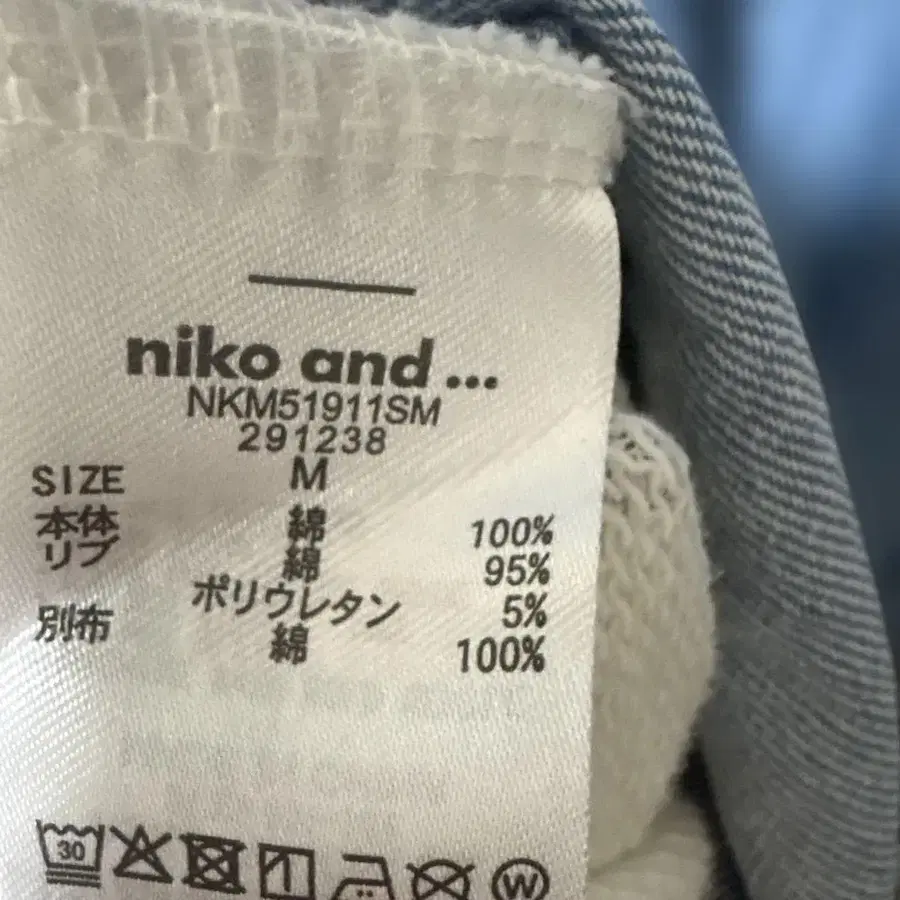 niko and ...
NKM51911SM
291238
SIZE M
本体 綿 100%
リブ 綿 95%
ポリウレタン 5%
別布 綿 100%
30
W